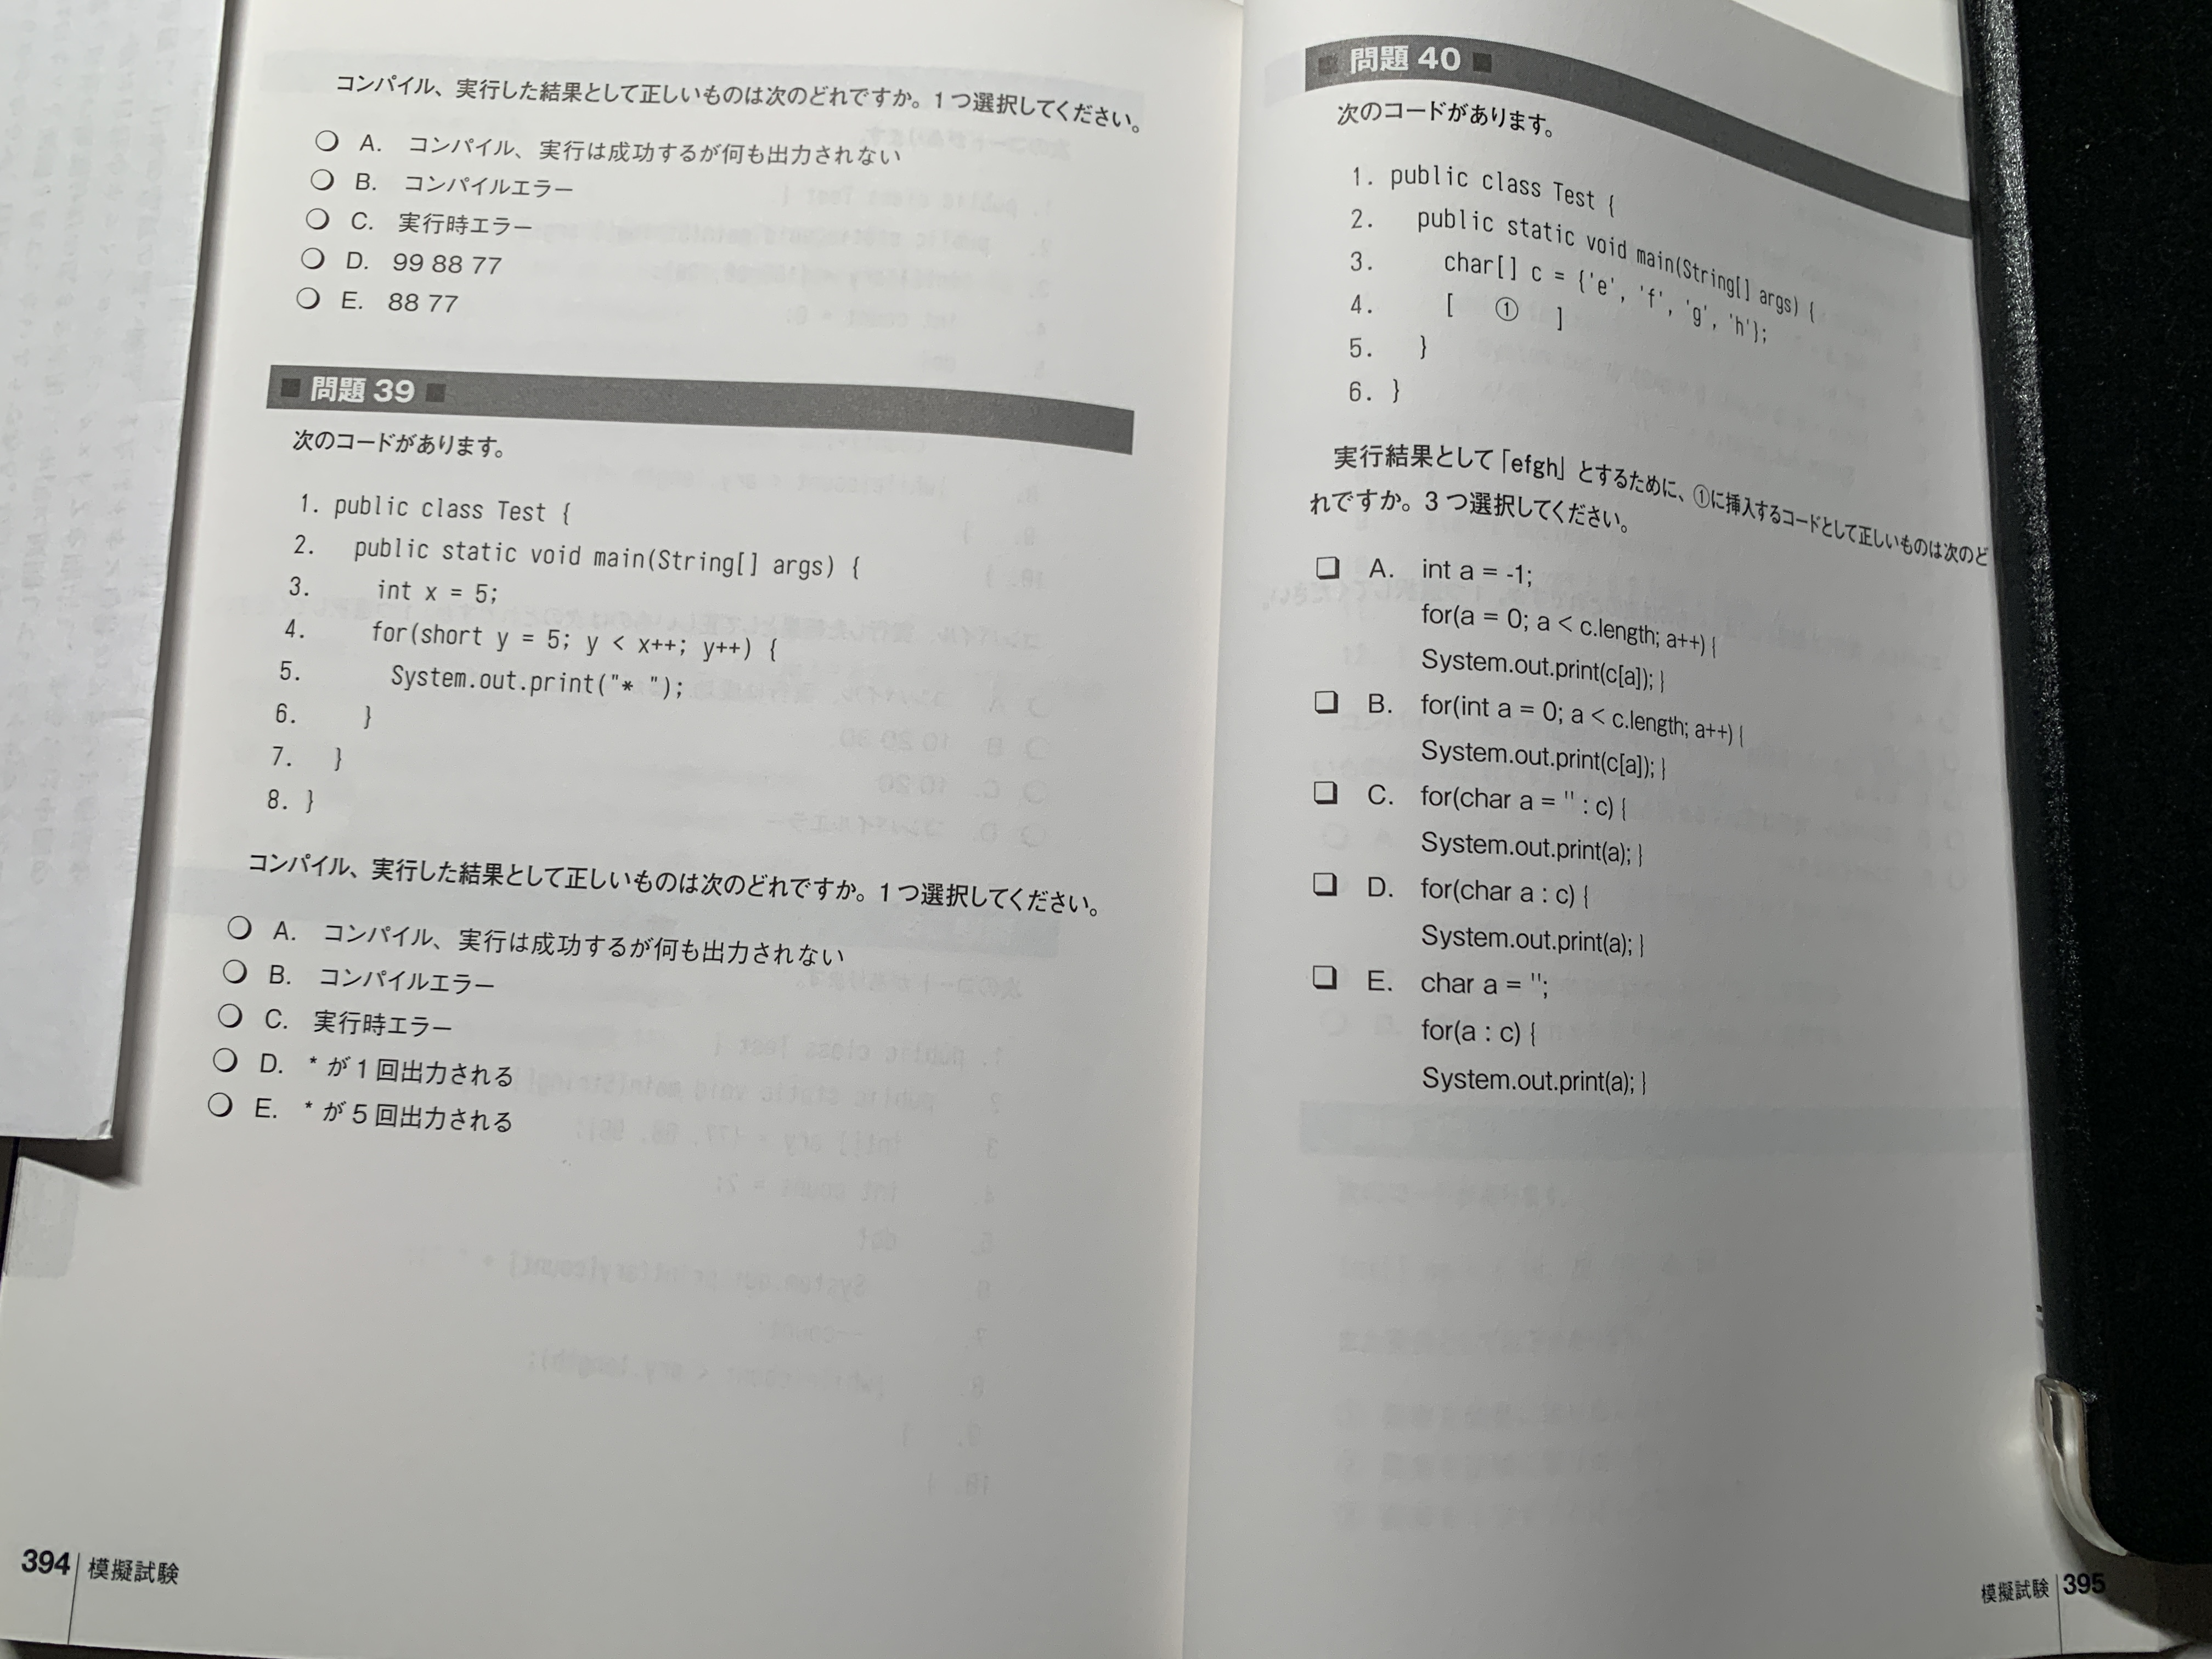 コンパイル、実行した結果として正しいものは次のどれですか。1つ選択してください。
A. コンパイル、実行は成功するが何も出力されない
B. コンパイルエラー
C. 実行時エラー
D. 99 88 77
E. 88 77
■ 問題 39 ■
次のコードがあります。
1. public class Test {
2. public static void main(String[] args) {
3. int x = 5;
4. for(short y = 5; y < x++; y++) {
5. System.out.print("* ");
6. }
7. }
8. }
コンパイル、実行した結果として正しいものは次のどれですか。1つ選択してください。
A. コンパイル、実行は成功するが何も出力されない
B. コンパイルエラー
C. 実行時エラー
D. * が1回出力される
E. * が5回出力される
394 模擬試験
■ 問題 40 ■
次のコードがあります。
1. public class Test {
2. public static void main(String[] args) {
3. char[] c = {'e', 'f', 'g', 'h'};
4. [ ① ]
5. }
6. }
実行結果として「efgh」とするために、①に挿入するコードとして正しいものは次のど
れですか。3つ選択してください。
A. int a = -1;
for(a = 0; a < c.length; a++) {
System.out.print(c[a]); }
B. for(int a = 0; a < c.length; a++) {
System.out.print(c[a]); }
C. for(char a = '' : c) {
System.out.print(a); }
D. for(char a : c) {
System.out.print(a); }
E. char a = '';
for(a : c) {
System.out.print(a); }
模擬試験 395